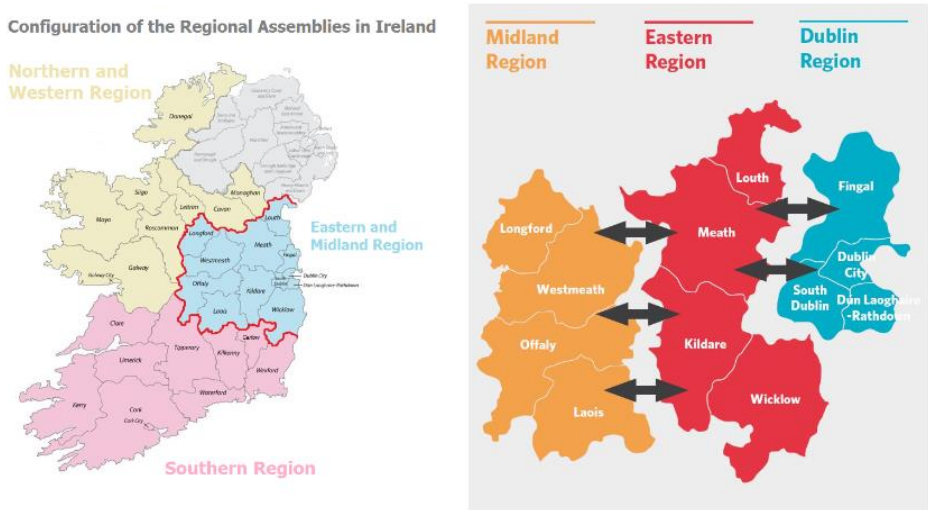 Configuration of the Regional Assemblies in Ireland
Northern and
Western Region
Donegal
Sligo
Leitrim
Cavan
Monaghan
Mayo
Roscommon
Galway
Galway City
Longford
Louth
Meath
Westmeath
Fingal
Offaly
Kildare
Laois
Wicklow
Dublin City
Dun Laoghaire-Rathdown
Eastern and
Midland Region
Clare
Tipperary
Kilkenny
Carlow
Wexford
Limerick
Waterford
Kerry
Cork
Cork City
Southern Region
Midland
Region
Eastern
Region
Dublin
Region
Longford
Westmeath
Offaly
Laois
Louth
Meath
Kildare
Wicklow
Fingal
Dublin
City
South
Dublin
Dún Laoghaire
-Rathdown